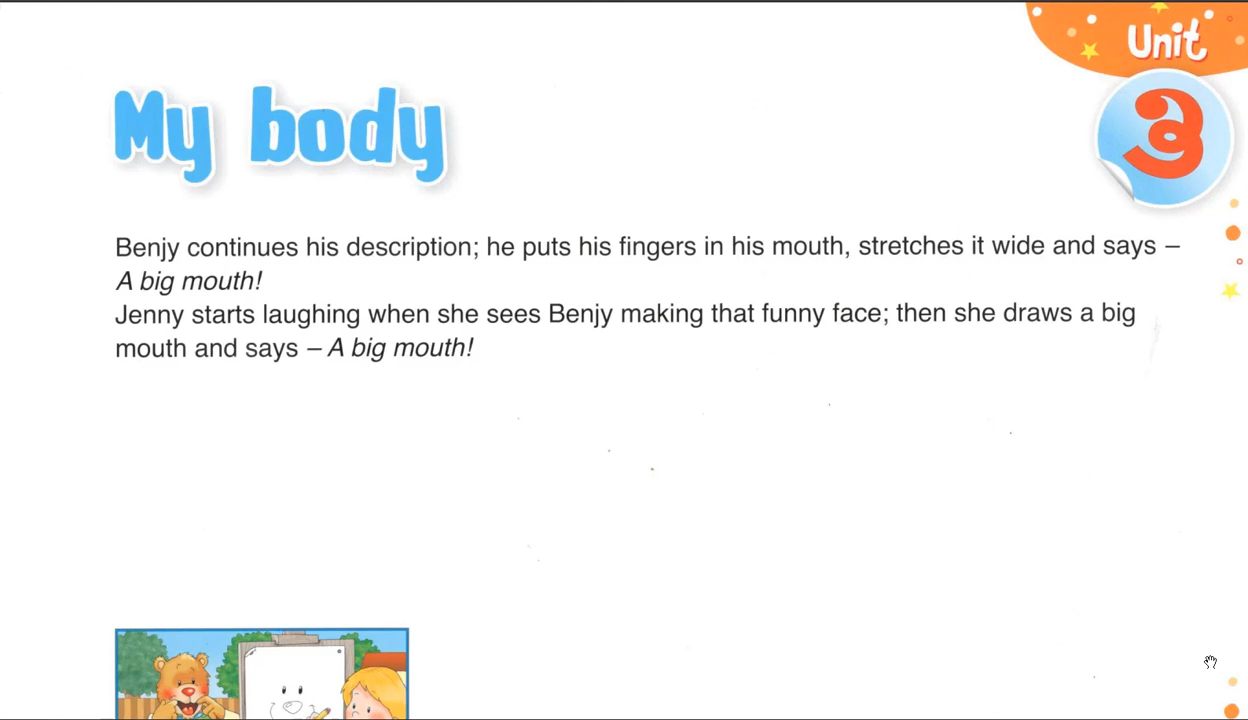 Unit
3
My body
Benjy continues his description; he puts his fingers in his mouth, stretches it wide and says –
A big mouth!
Jenny starts laughing when she sees Benjy making that funny face; then she draws a big
mouth and says – A big mouth!